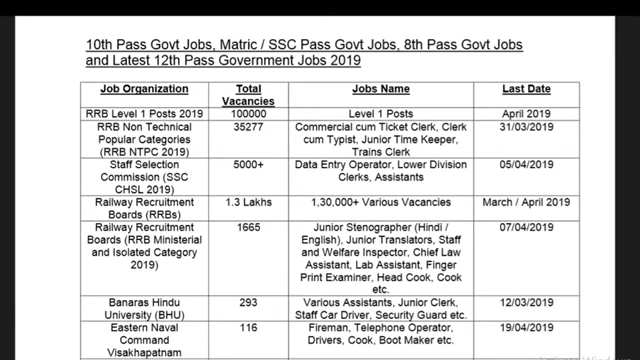 10th Pass Govt Jobs, Matric / SSC Pass Govt Jobs, 8th Pass Govt Jobs
and Latest 12th Pass Government Jobs 2019
Job Organization Total Vacancies Jobs Name Last Date
RRB Level 1 Posts 2019 100000 Level 1 Posts April 2019
RRB Non Technical 35277 Commercial cum Ticket Clerk, Clerk 31/03/2019
Popular Categories cum Typist, Junior Time Keeper,
(RRB NTPC 2019) Trains Clerk
Staff Selection 5000+ Data Entry Operator, Lower Division 05/04/2019
Commission (SSC Clerks, Assistants
CHSL 2019)
Railway Recruitment 1.3 Lakhs 1,30,000+ Various Vacancies March / April 2019
Boards (RRBs)
Railway Recruitment 1665 Junior Stenographer (Hindi / 07/04/2019
Boards (RRB Ministerial English), Junior Translators, Staff
and Isolated Category and Welfare Inspector, Chief Law
2019) Assistant, Lab Assistant, Finger
Print Examiner, Head Cook, Cook
etc.
Banaras Hindu 293 Various Assistants, Junior Clerk, 12/03/2019
University (BHU) Staff Car Driver, Security Guard etc.
Eastern Naval 116 Fireman, Telephone Operator, 19/04/2019
Command Drivers, Cook, Boot Maker etc.
Visakhapatnam